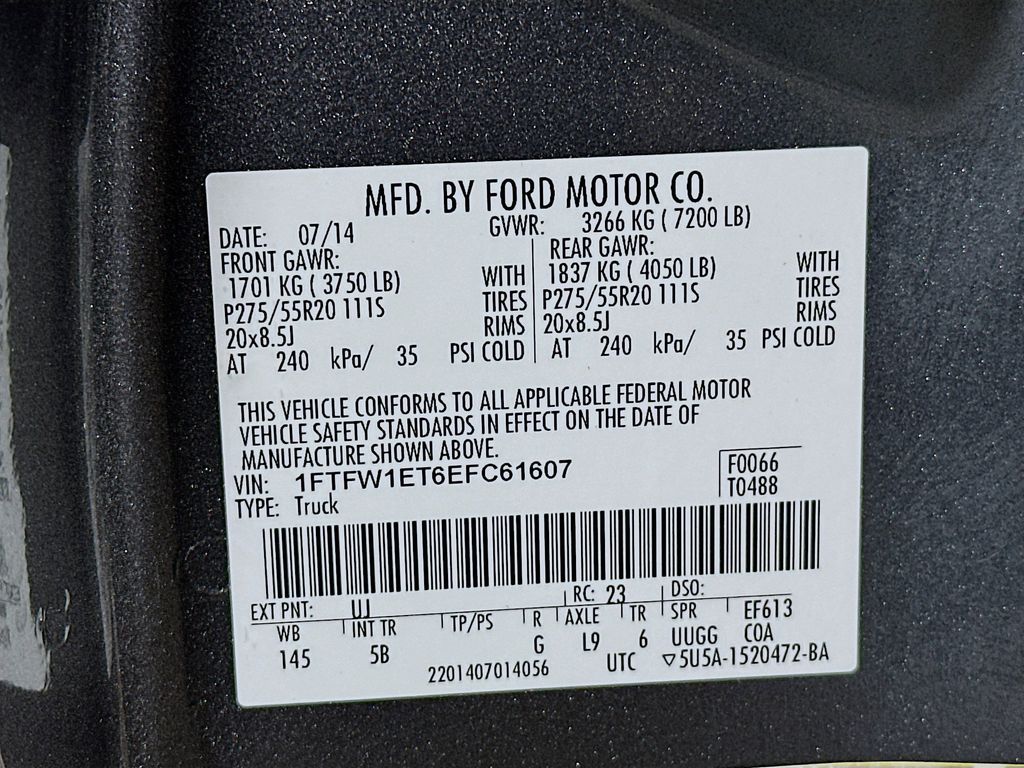 MFD. BY FORD MOTOR CO.
DATE: 07/14 GVWR: 3266 KG ( 7200 LB)
FRONT GAWR: REAR GAWR:
1701 KG ( 3750 LB) WITH 1837 KG ( 4050 LB) WITH
P275/55R20 111S TIRES P275/55R20 111S TIRES
20x8.5J RIMS 20x8.5J RIMS
AT 240 kPa/ 35 PSI COLD AT 240 kPa/ 35 PSI COLD
THIS VEHICLE CONFORMS TO ALL APPLICABLE FEDERAL MOTOR
VEHICLE SAFETY STANDARDS IN EFFECT ON THE DATE OF
MANUFACTURE SHOWN ABOVE.
VIN: 1FTFW1ET6EFC61607 F0066
TYPE: Truck T0488
EXT PNT: UJ RC: 23 DSO:
WB INT TR TP/PS R AXLE TR SPR EF613
145 5B G L9 6 UUGG COA
2201407014056 UTC ▽5U5A-1520472-BA